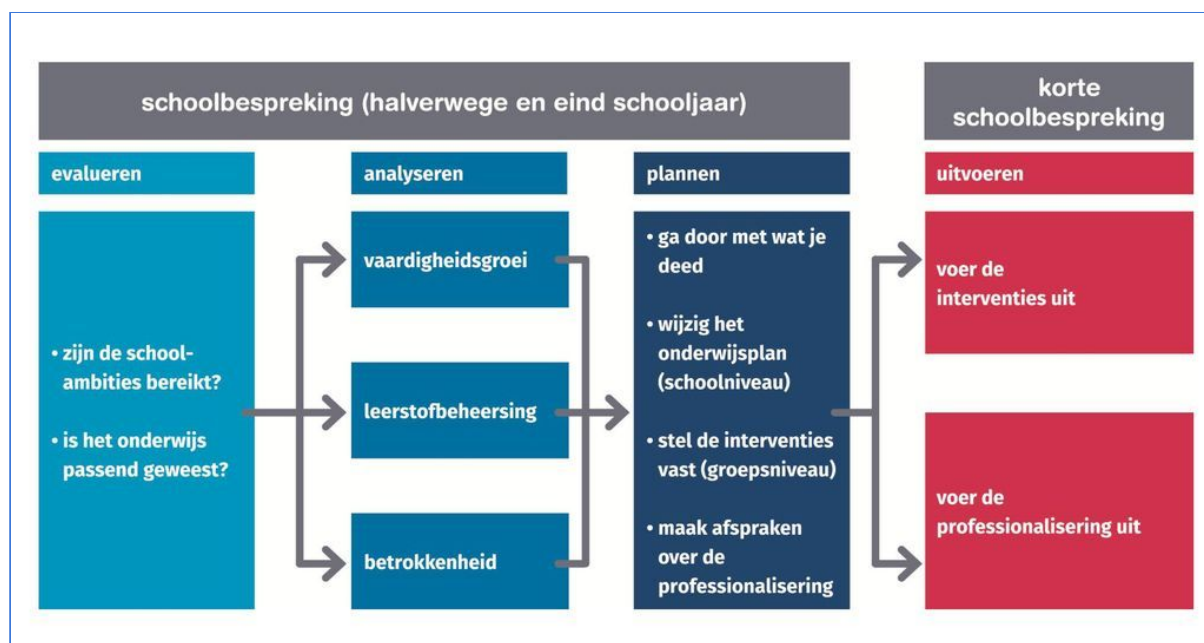 schoolbespreking (halverwege en eind schooljaar)
korte
schoolbespreking
evalueren
• zijn de school-
ambities bereikt?
• is het onderwijs
passend geweest?
analyseren
vaardigheidsgroei
leerstofbeheersing
betrokkenheid
plannen
• ga door met wat je
deed
• wijzig het
onderwijsplan
(schoolniveau)
• stel de interventies
vast (groepsniveau)
• maak afspraken
over de
professionalisering
uitvoeren
voer de
interventies uit
voer de
professionalisering uit